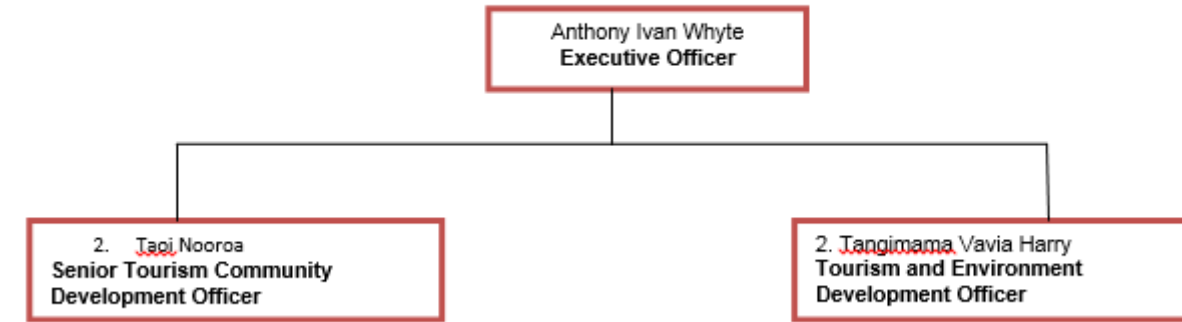 Anthony Ivan Whyte
Executive Officer
2. Taoi Nooroa
Senior Tourism Community
Development Officer
2. Tangimama Vavia Harry
Tourism and Environment
Development Officer